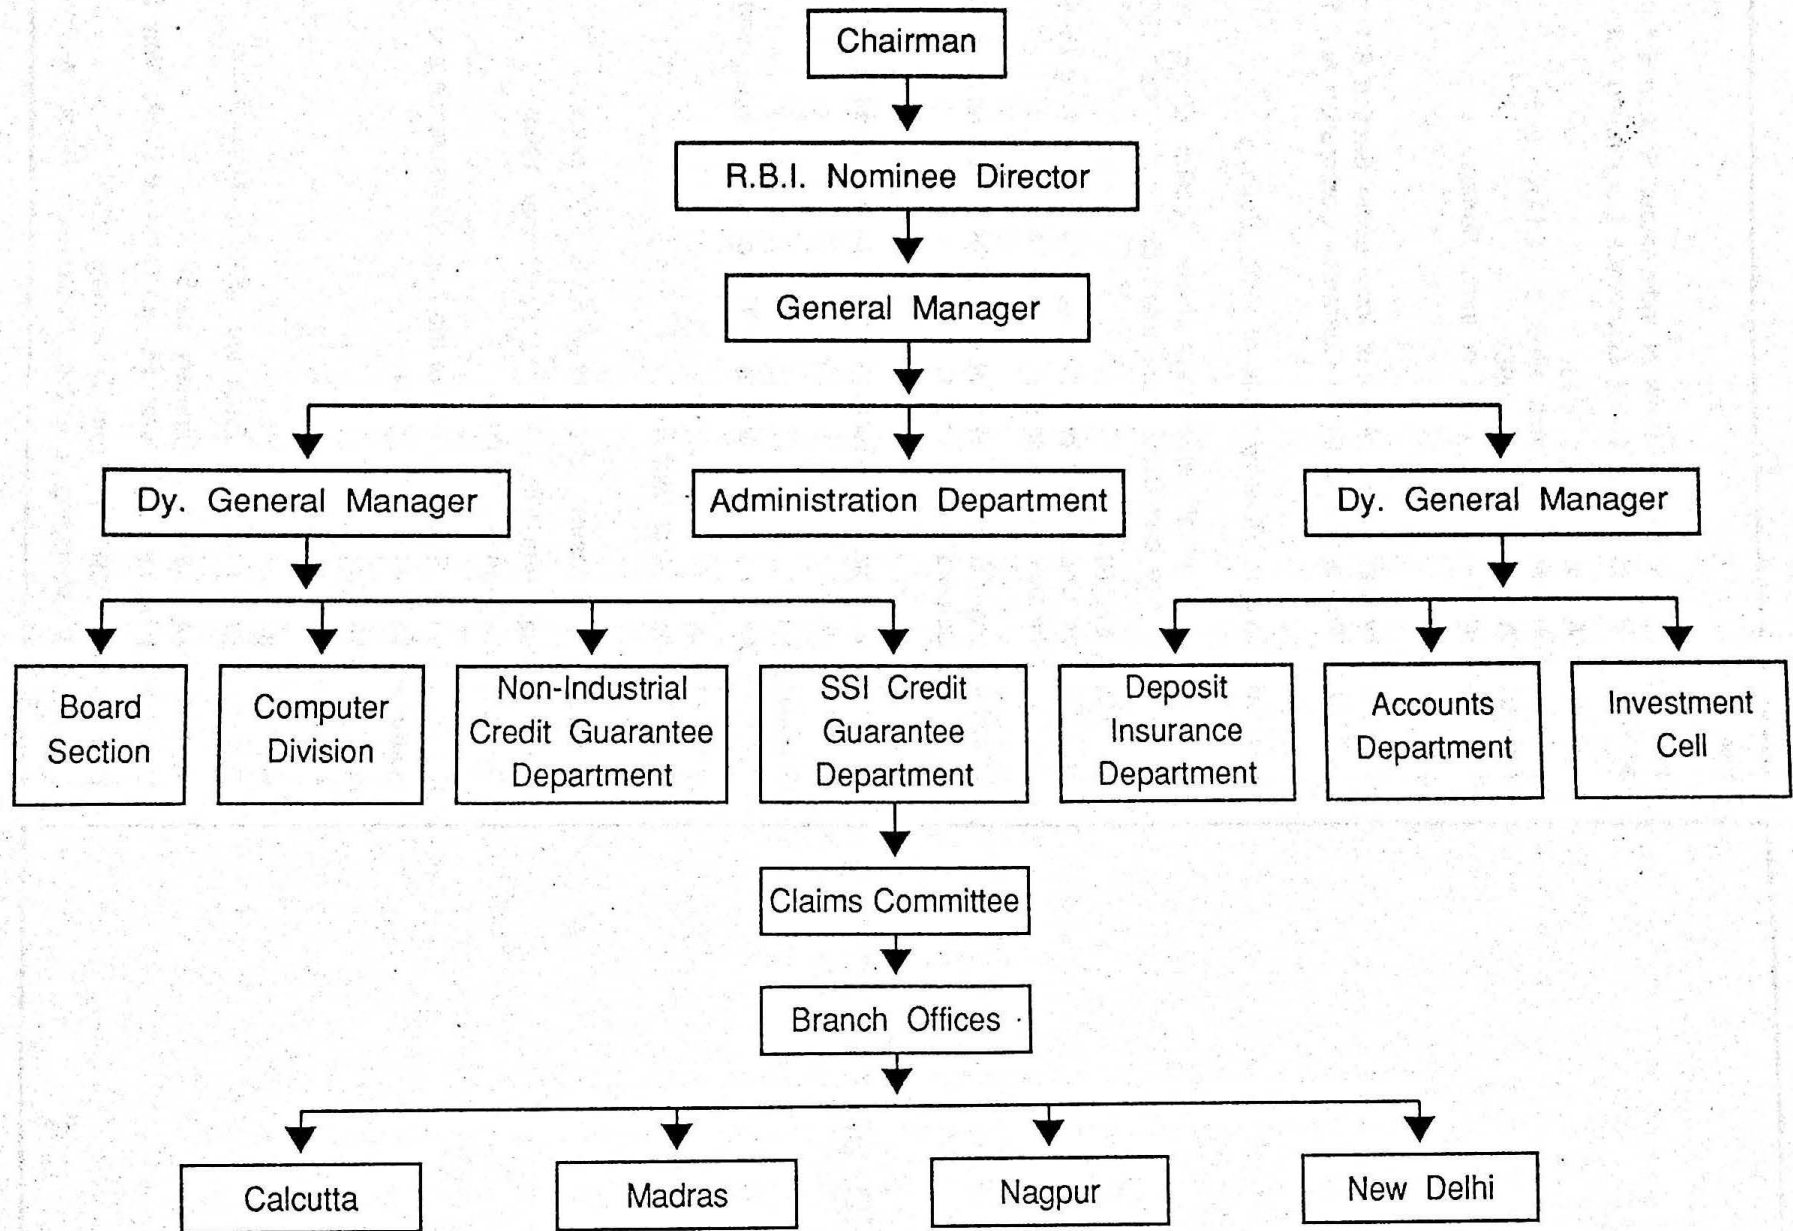 Chairman
R.B.I. Nominee Director
General Manager
Dy. General Manager
Administration Department
Dy. General Manager
Board
Section
Computer
Division
Non-Industrial
Credit Guarantee
Department
SSI Credit
Guarantee
Department
Deposit
Insurance
Department
Accounts
Department
Investment
Cell
Claims Committee
Branch Offices
Calcutta
Madras
Nagpur
New Delhi